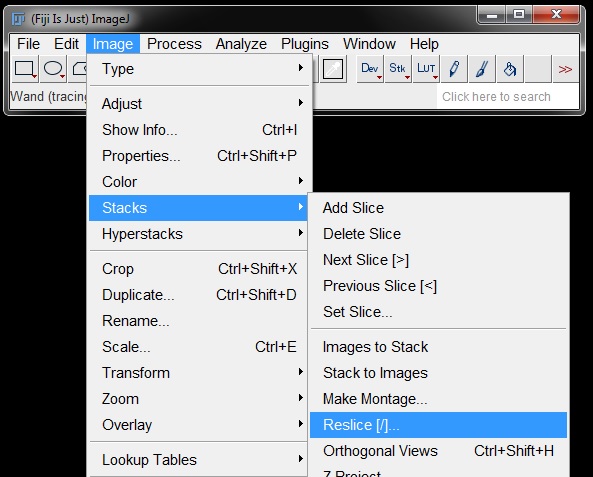 (Fiji Is Just) ImageJ
File Edit Image Process Analyze Plugins Window Help
Dev Stk LUT >>
Wand (tracing Click here to search
Type
Adjust
Show Info... Ctrl+I
Properties... Ctrl+Shift+P
Color
Stacks
Hyperstacks
Crop Ctrl+Shift+X
Duplicate... Ctrl+Shift+D
Rename...
Scale... Ctrl+E
Transform
Zoom
Overlay
Lookup Tables
Add Slice
Delete Slice
Next Slice [>]
Previous Slice [<]
Set Slice...
Images to Stack
Stack to Images
Make Montage...
Reslice [/]...
Orthogonal Views Ctrl+Shift+H
Z Project